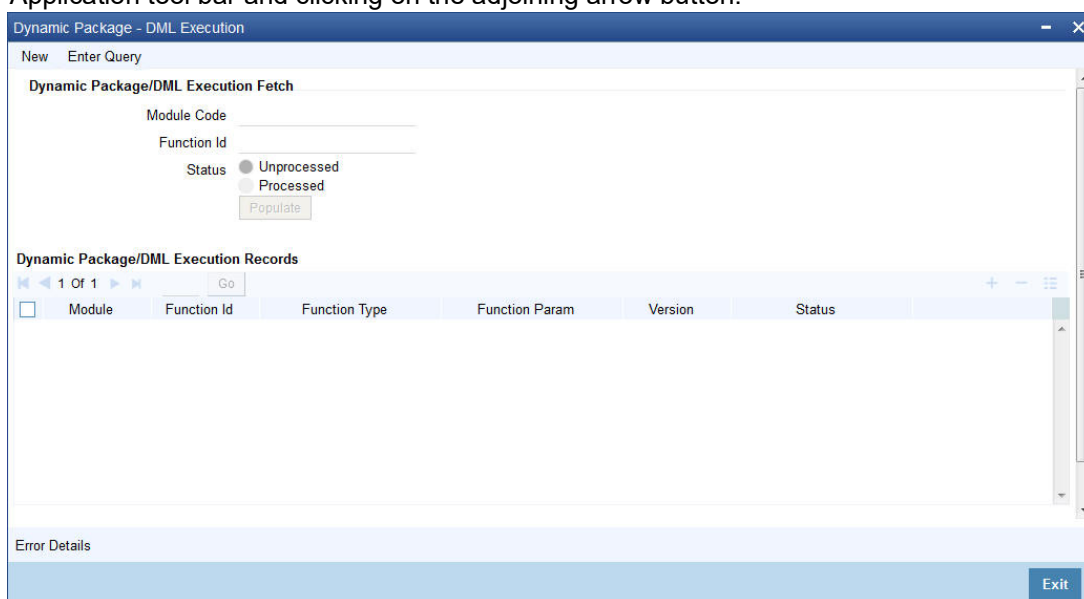 Application tool bar and clicking on the adjoining arrow button.
Dynamic Package - DML Execution
New Enter Query
Dynamic Package/DML Execution Fetch
Module Code
Function Id
Status Unprocessed
Processed
Populate
Dynamic Package/DML Execution Records
1 Of 1 Go
Module Function Id Function Type Function Param Version Status
Error Details
Exit